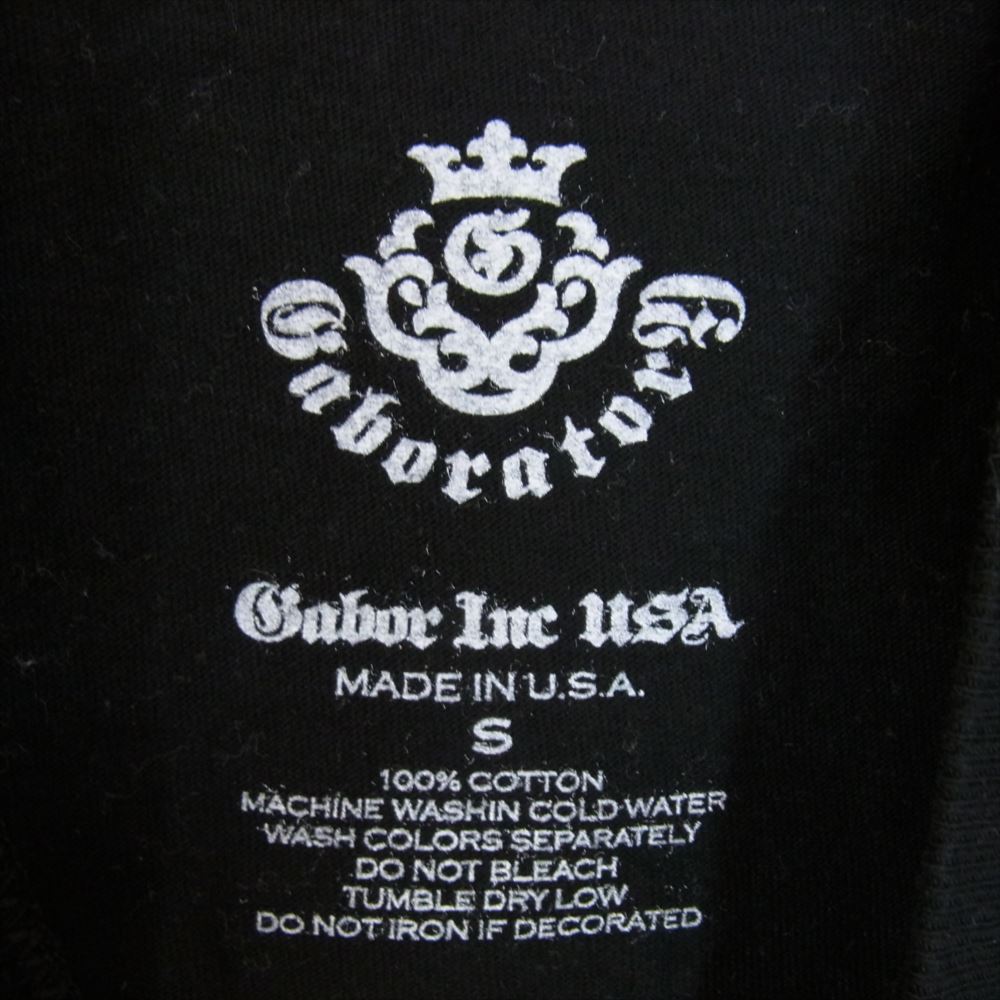 G
Gaboratory
Gabor Inc USA
MADE IN U.S.A.
S
100% COTTON
MACHINE WASHIN COLD WATER
WASH COLORS SEPARATELY
DO NOT BLEACH
TUMBLE DRY LOW
DO NOT IRON IF DECORATED